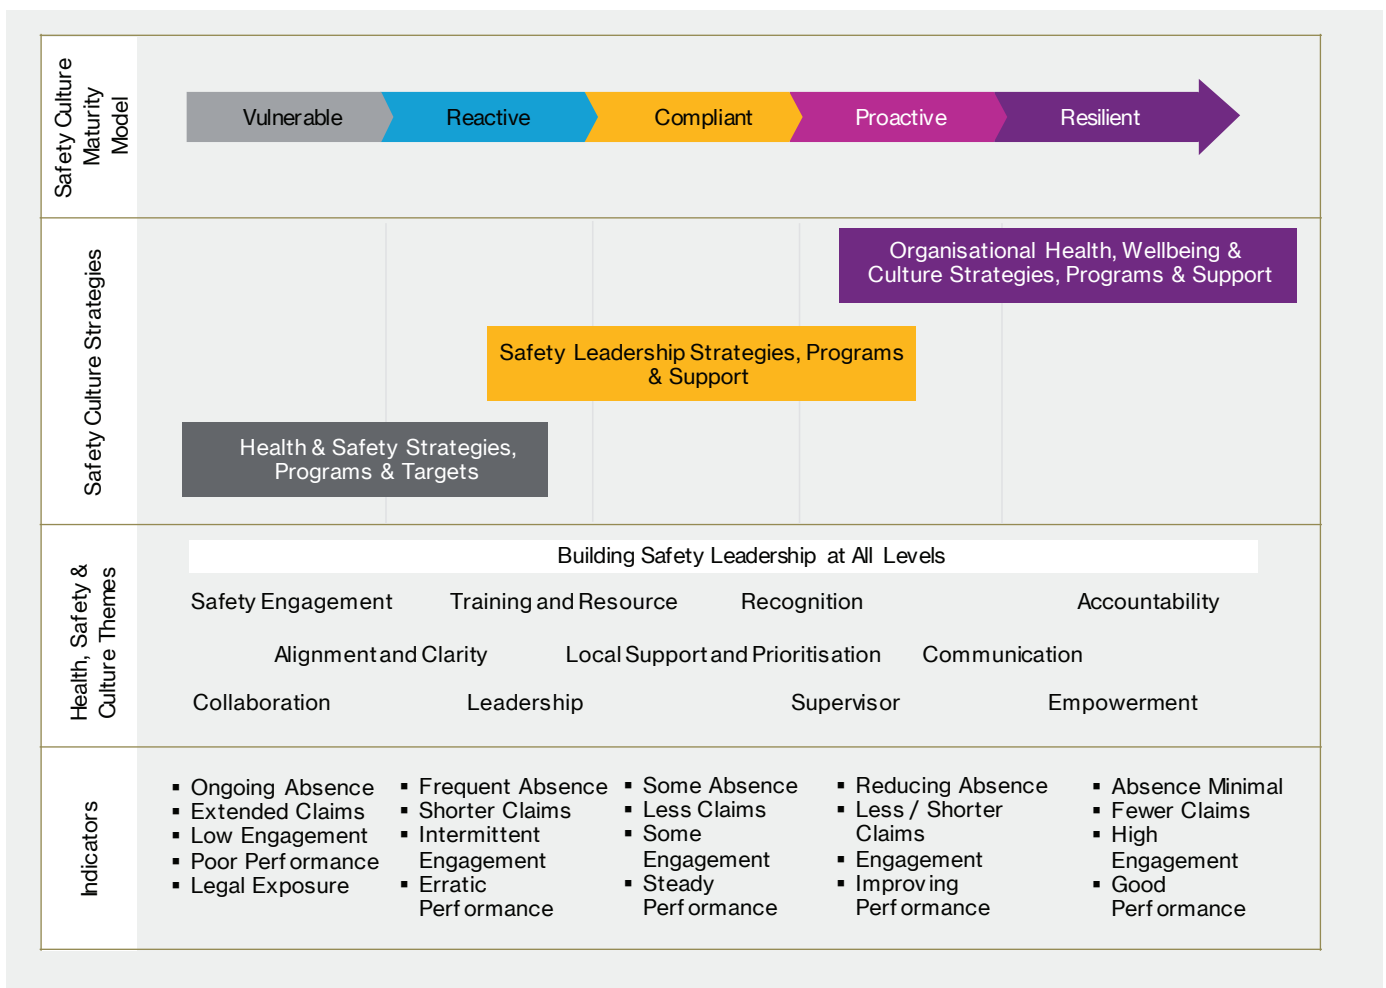 Safety Culture
Maturity
Model
Vulnerable
Reactive
Compliant
Proactive
Resilient
Safety Culture Strategies
Organisational Health, Wellbeing &
Culture Strategies, Programs & Support
Safety Leadership Strategies, Programs
& Support
Health & Safety Strategies,
Programs & Targets
Health, Safety &
Culture Themes
Building Safety Leadership at All Levels
Safety Engagement
Training and Resource
Recognition
Accountability
Alignment and Clarity
Local Support and Prioritisation
Communication
Collaboration
Leadership
Supervisor
Empowerment
Indicators
▪ Ongoing Absence
▪ Extended Claims
▪ Low Engagement
▪ Poor Performance
▪ Legal Exposure
▪ Frequent Absence
▪ Shorter Claims
▪ Intermittent
Engagement
▪ Erratic
Performance
▪ Some Absence
▪ Less Claims
▪ Some
Engagement
▪ Steady
Performance
▪ Reducing Absence
▪ Less / Shorter
Claims
▪ Engagement
▪ Improving
Performance
▪ Absence Minimal
▪ Fewer Claims
▪ High
Engagement
▪ Good
Performance